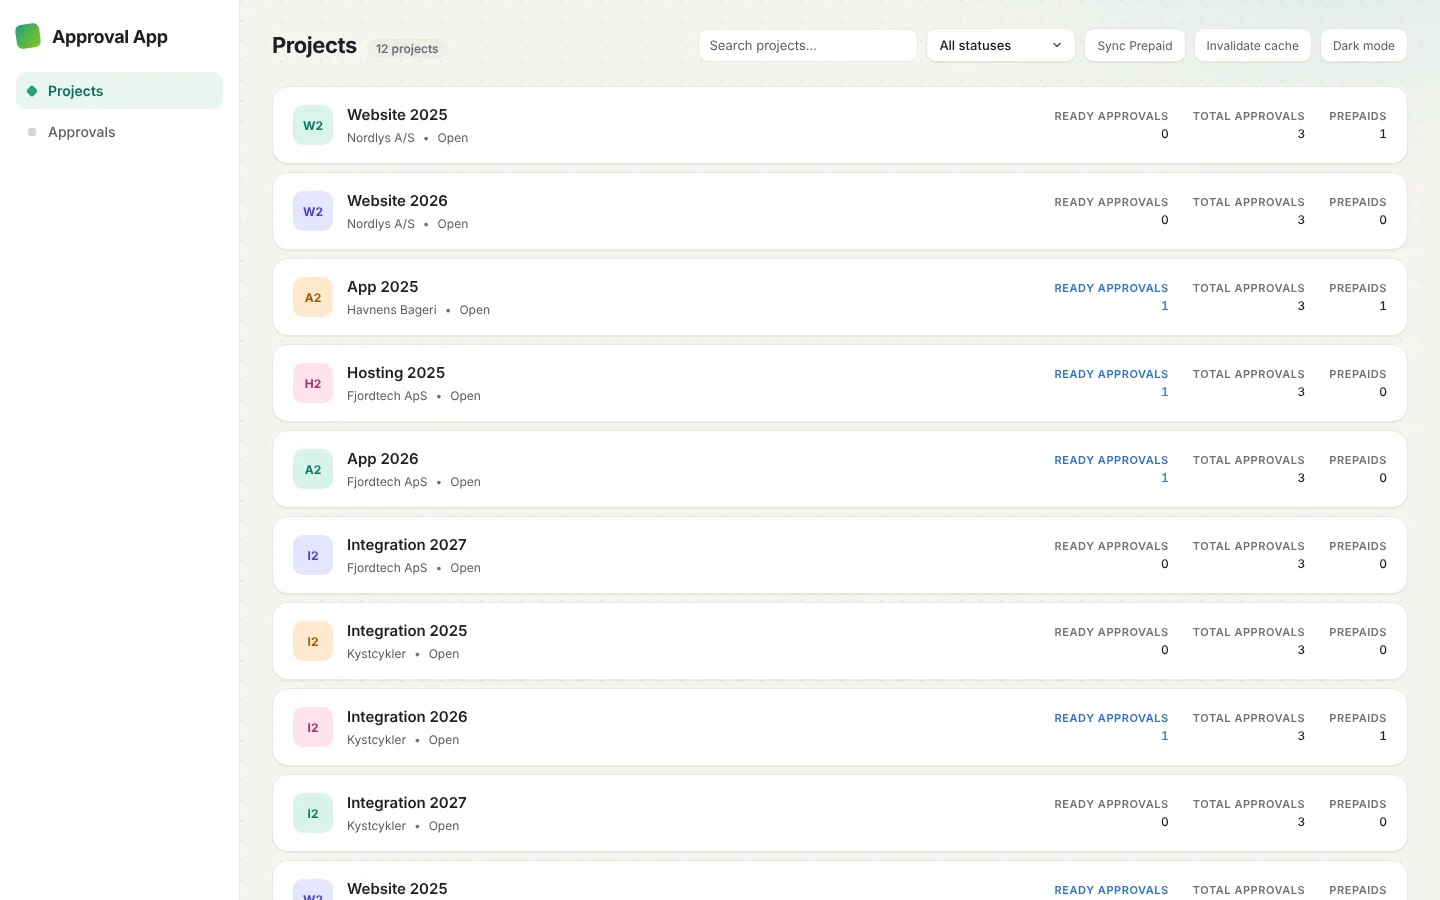 Approval App
Projects
Approvals
Projects 12 projects
Search projects...
All statuses
Sync Prepaid
Invalidate cache
Dark mode
W2
Website 2025
Nordlys A/S • Open
READY APPROVALS 0
TOTAL APPROVALS 3
PREPAIDS 1
W2
Website 2026
Nordlys A/S • Open
READY APPROVALS 0
TOTAL APPROVALS 3
PREPAIDS 0
A2
App 2025
Havnens Bageri • Open
READY APPROVALS 1
TOTAL APPROVALS 3
PREPAIDS 1
H2
Hosting 2025
Fjordtech ApS • Open
READY APPROVALS 1
TOTAL APPROVALS 3
PREPAIDS 0
A2
App 2026
Fjordtech ApS • Open
READY APPROVALS 1
TOTAL APPROVALS 3
PREPAIDS 0
I2
Integration 2027
Fjordtech ApS • Open
READY APPROVALS 0
TOTAL APPROVALS 3
PREPAIDS 0
I2
Integration 2025
Kystcykler • Open
READY APPROVALS 0
TOTAL APPROVALS 3
PREPAIDS 0
I2
Integration 2026
Kystcykler • Open
READY APPROVALS 1
TOTAL APPROVALS 3
PREPAIDS 1
I2
Integration 2027
Kystcykler • Open
READY APPROVALS 0
TOTAL APPROVALS 3
PREPAIDS 0
W2
Website 2025
READY APPROVALS
TOTAL APPROVALS
PREPAIDS